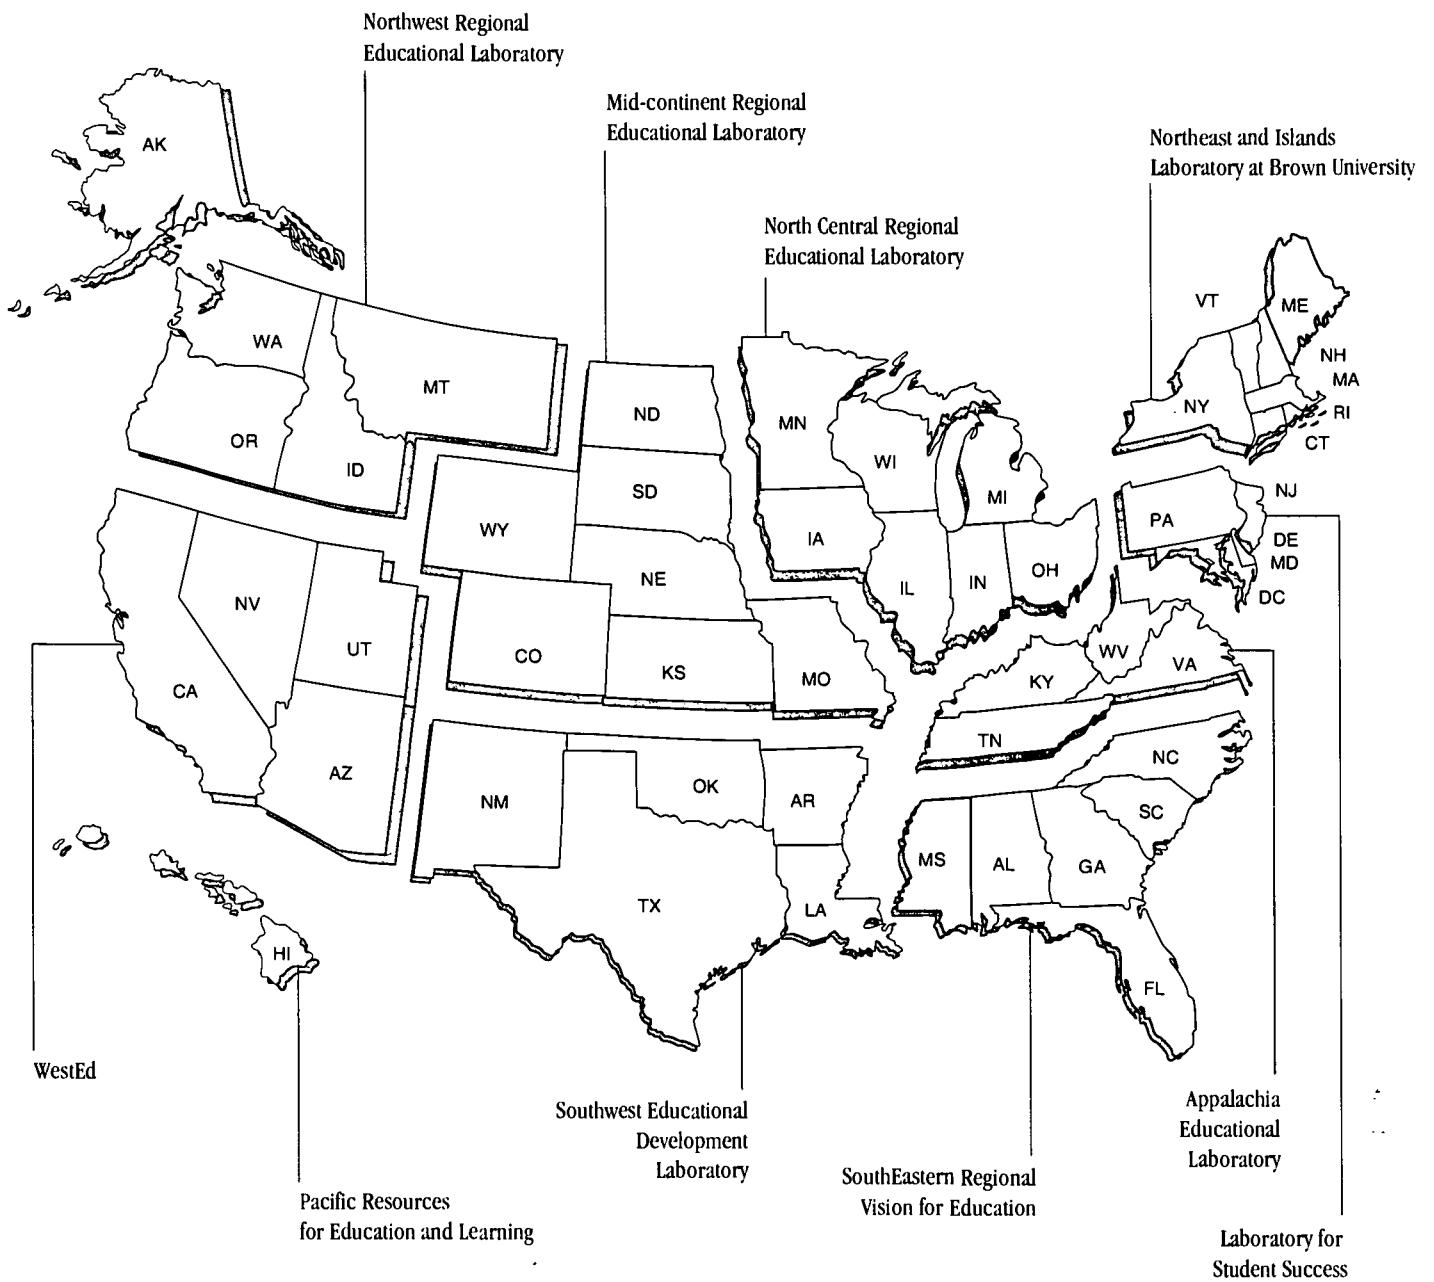 Northwest Regional
Educational Laboratory
Mid-continent Regional
Educational Laboratory
Northeast and Islands
Laboratory at Brown University
North Central Regional
Educational Laboratory
AK
WA
OR
ID
MT
ND
SD
NE
WY
CO
KS
MO
MN
WI
IA
MI
IL
IN
OH
VT
ME
NH
MA
RI
CT
NY
NJ
PA
DE
MD
DC
NV
UT
CA
AZ
HI
NM
OK
AR
TX
LA
KY
WV
VA
TN
NC
SC
MS
AL
GA
FL
WestEd
Pacific Resources
for Education and Learning
Southwest Educational
Development
Laboratory
SouthEastern Regional
Vision for Education
Appalachia
Educational
Laboratory
Laboratory for
Student Success